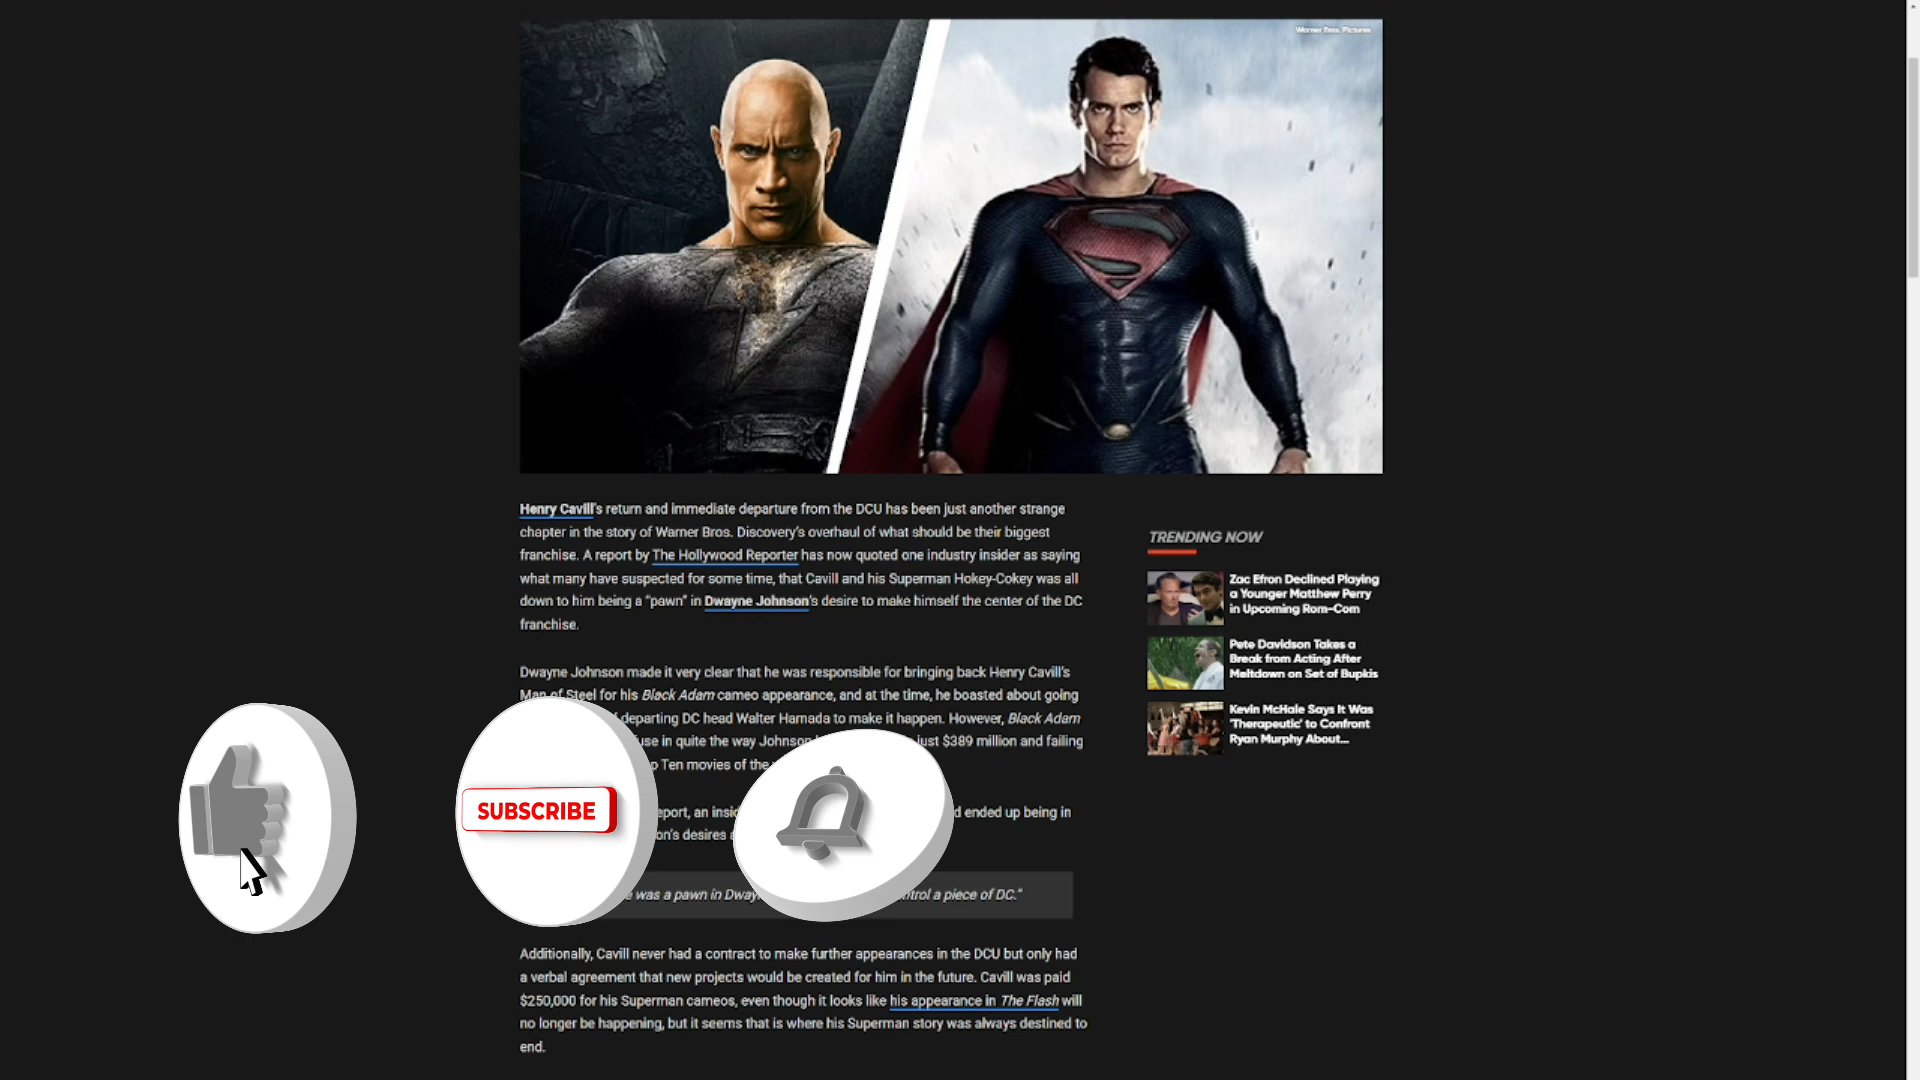 Warner Bros. Pictures
Henry Cavill's return and immediate departure from the DCU has been just another strange
chapter in the story of Warner Bros. Discovery's overhaul of what should be their biggest
franchise. A report by The Hollywood Reporter has now quoted one industry insider as saying
what many have suspected for some time, that Cavill and his Superman Hokey-Cokey was all
down to him being a “pawn” in Dwayne Johnson's desire to make himself the center of the DC
franchise.
Dwayne Johnson made it very clear that he was responsible for bringing back Henry Cavill's
Man of Steel for his Black Adam cameo appearance, and at the time, he boasted about going
departing DC head Walter Hamada to make it happen. However, Black Adam
use in quite the way Johnson just $389 million and failing
p Ten movies of the
eport, an insid d ended up being in
on's desires
e was a pawn in Dway ntrol a piece of DC.“
Additionally, Cavill never had a contract to make further appearances in the DCU but only had
a verbal agreement that new projects would be created for him in the future. Cavill was paid
$250,000 for his Superman cameos, even though it looks like his appearance in The Flash will
no longer be happening, but it seems that is where his Superman story was always destined to
end.
TRENDING NOW
Zac Efron Declined Playing
a Younger Matthew Perry
in Upcoming Rom-Com
Pete Davidson Takes a
Break from Acting After
Meltdown on Set of Bupkis
Kevin McHale Says It Was
'Therapeutic' to Confront
Ryan Murphy About...
SUBSCRIBE